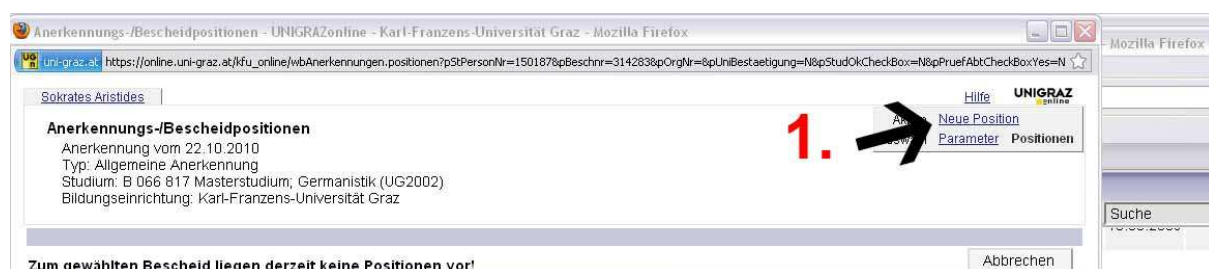 Anerkennungs-/Bescheidpositionen - UNIGRAZonline - Karl-Franzens-Universität Graz - Mozilla Firefox
Mozilla Firefox
uni-graz.at https://online.uni-graz.at/kfu_online/wbAnerkennungen.positionen?pStPersonNr=150187&pBeschnr=314283&pOrgNr=&pUniBestaetigung=N&pStudOkCheckBox=N&pPruefAbtCheckBoxYes=N
Sokrates Aristides
Hilfe UNIGRAZ online
Anerkennungs-/Bescheidpositionen
1.
Neue Position
Anerkennung vom 22.10.2010
Parameter Positionen
Typ: Allgemeine Anerkennung
Studium: B 066 817 Masterstudium; Germanistik (UG2002)
Bildungseinrichtung: Karl-Franzens-Universität Graz
Suche
Zum gewählten Bescheid liegen derzeit keine Positionen vor!
Abbrechen